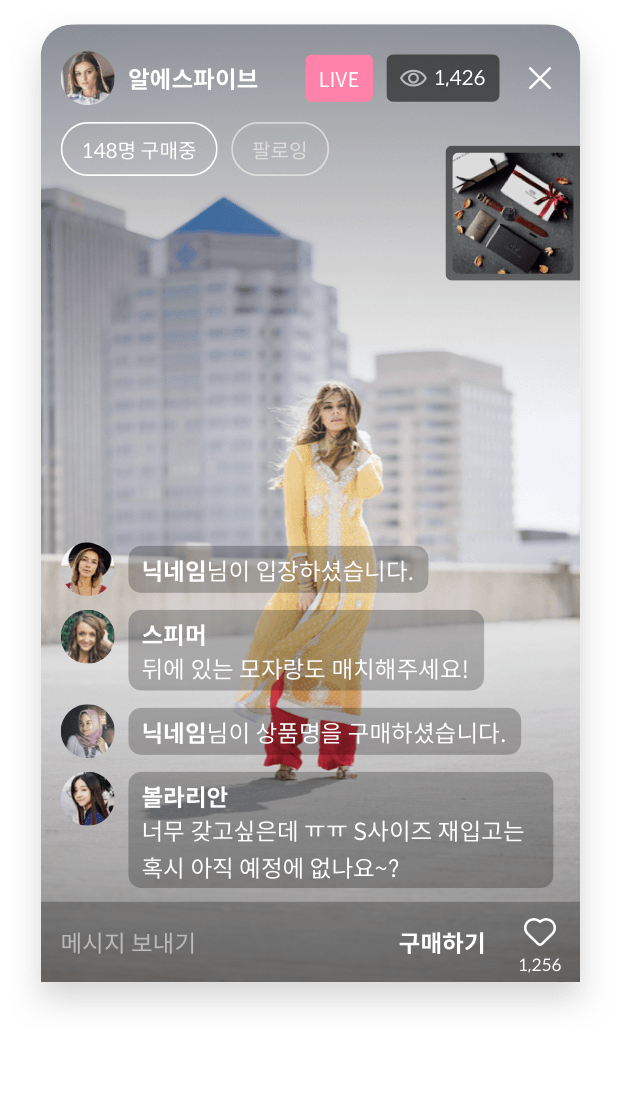 알에스파이브
LIVE
1,426
148명 구매중
팔로잉
닉네임님이 입장하셨습니다.
스피머
뒤에 있는 모자랑도 매치해주세요!
닉네임님이 상품명을 구매하셨습니다.
볼라리안
너무 갖고싶은데 ㅠㅠ S사이즈 재입고는
혹시 아직 예정에 없나요~?
메시지 보내기
구매하기
1,256